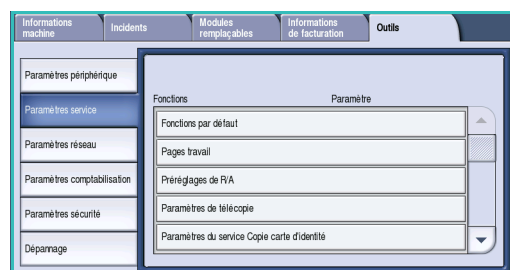 Informations
machine
Incidents
Modules
remplaçables
Informations
de facturation
Outils
Paramètres périphérique
Paramètres service
Paramètres réseau
Paramètres comptabilisation
Paramètres sécurité
Dépannage
Fonctions Paramètre
Fonctions par défaut
Pages travail
Préréglages de R/A
Paramètres de télécopie
Paramètres du service Copie carte d'identité